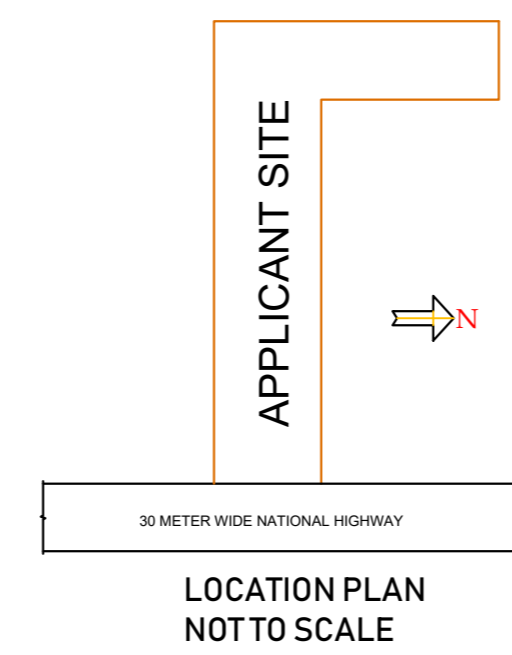 APPLICANT SITE
N
30 METER WIDE NATIONAL HIGHWAY
LOCATION PLAN
NOT TO SCALE